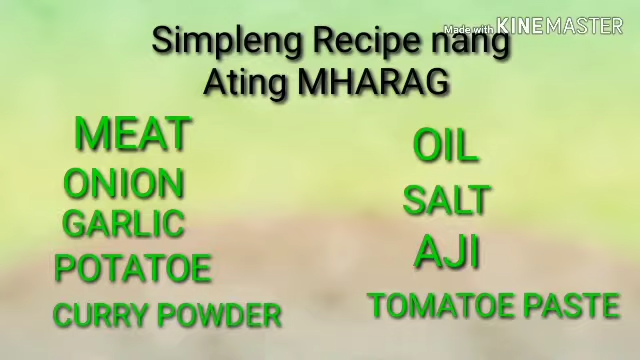 Simpleng Recipe nang
Made with KINEMASTER
Ating MHARAG
MEAT
ONION
GARLIC
POTATOE
CURRY POWDER
OIL
SALT
AJI
TOMATOE PASTE